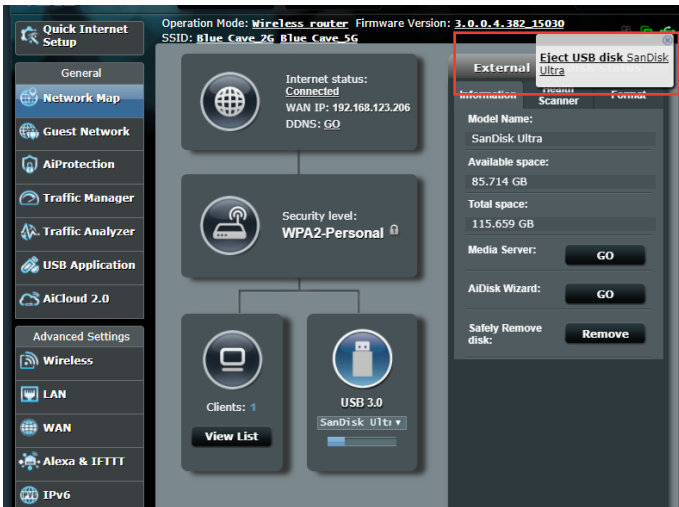 Quick Internet
Setup
General
Network Map
Guest Network
AiProtection
Traffic Manager
Traffic Analyzer
USB Application
AiCloud 2.0
Advanced Settings
Wireless
LAN
WAN
Alexa & IFTTT
IPv6
Operation Mode: Wireless router Firmware Version: 3.0.0.4.382_15030
SSID: Blue Cave_2G Blue Cave_5G
Internet status:
Connected
WAN IP: 192.168.123.206
DDNS: GO
Security level:
WPA2-Personal
Clients: 1
View List
USB 3.0
SanDisk Ult
Eject USB disk SanDisk
Ultra
External
Information
Health
Scanner
Format
Model Name:
SanDisk Ultra
Available space:
85.714 GB
Total space:
115.659 GB
Media Server:
GO
AiDisk Wizard:
GO
Safely Remove
disk:
Remove